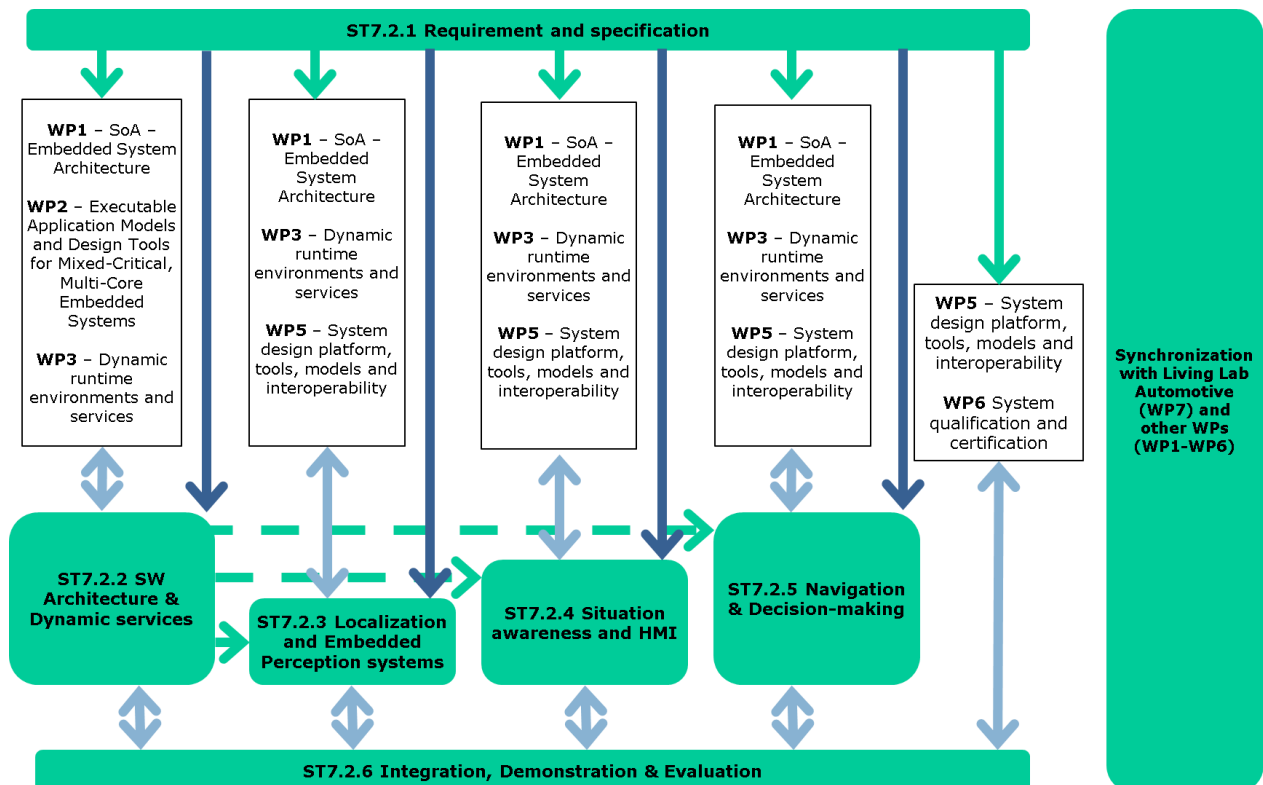 ST7.2.1 Requirement and specification
WP1 – SoA –
Embedded System
Architecture
WP2 – Executable
Application Models
and Design Tools
for Mixed-Critical,
Multi-Core
Embedded
Systems
WP3 – Dynamic
runtime
environments and
services
WP1 – SoA –
Embedded
System
Architecture
WP3 – Dynamic
runtime
environments and
services
WP5 – System
design platform,
tools, models and
interoperability
WP1 – SoA –
Embedded
System
Architecture
WP3 – Dynamic
runtime
environments and
services
WP5 – System
design platform,
tools, models and
interoperability
WP1 – SoA –
Embedded
System
Architecture
WP3 – Dynamic
runtime
environments and
services
WP5 – System
design platform,
tools, models and
interoperability
WP5 – System
design platform,
tools, models and
interoperability
WP6 System
qualification and
certification
Synchronization
with Living Lab
Automotive
(WP7) and
other WPs
(WP1-WP6)
ST7.2.2 SW
Architecture &
Dynamic services
ST7.2.3 Localization
and Embedded
Perception systems
ST7.2.4 Situation
awareness and HMI
ST7.2.5 Navigation
& Decision-making
ST7.2.6 Integration, Demonstration & Evaluation